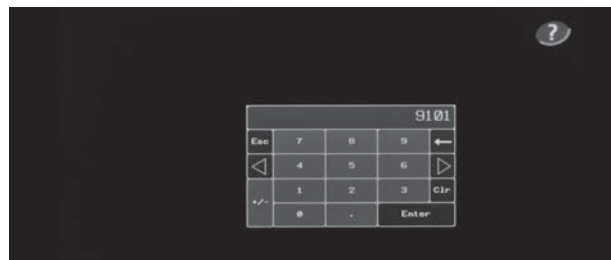 ?
9101
Esc 7 8 9 ←
◁ 4 5 6 ▷
+/- 1 2 3 Clr
0 . Enter